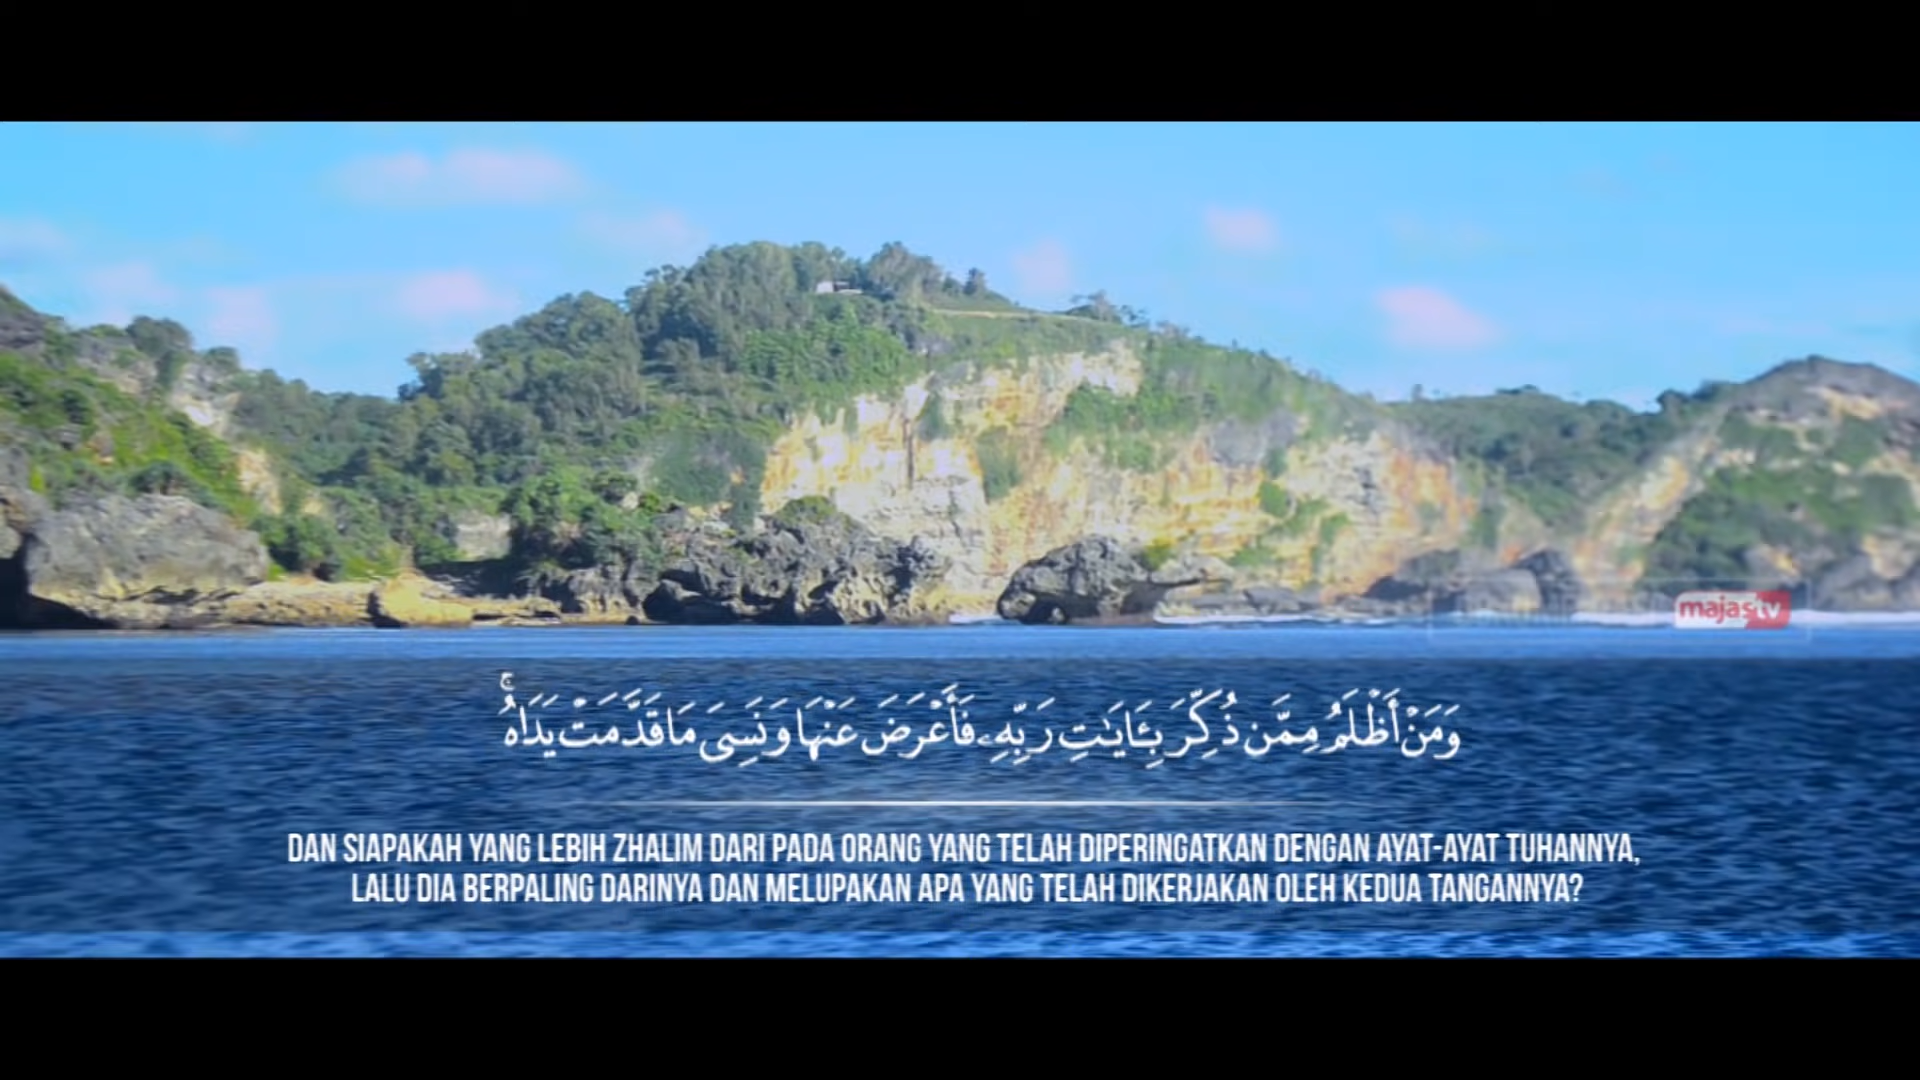 majastv
وَمَنْ أَظْلَمُ مِمَّن ذُكِّرَ بِـَٔايَـٰتِ رَبِّهِۦ فَأَعْرَضَ عَنْهَا وَنَسِىَ مَا قَدَّمَتْ يَدَاهُ ۚ
DAN SIAPAKAH YANG LEBIH ZHALIM DARI PADA ORANG YANG TELAH DIPERINGATKAN DENGAN AYAT-AYAT TUHANNYA,
LALU DIA BERPALING DARINYA DAN MELUPAKAN APA YANG TELAH DIKERJAKAN OLEH KEDUA TANGANNYA?